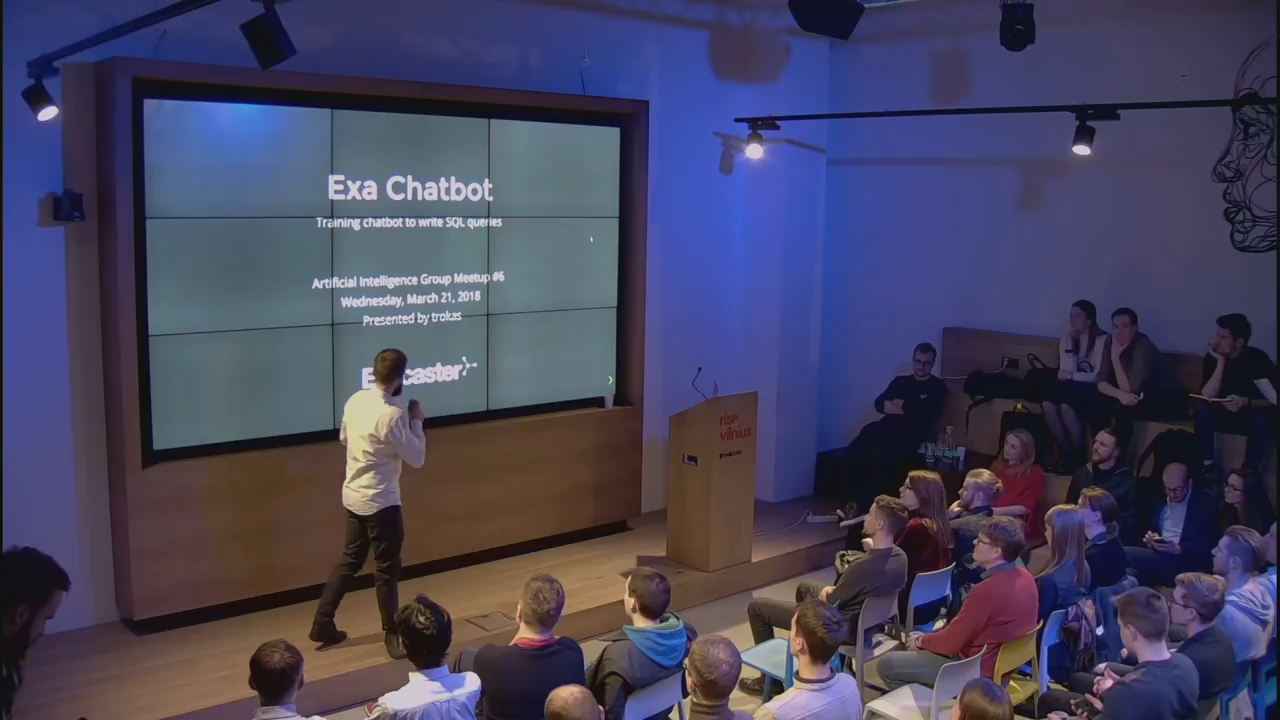 Exa Chatbot
Training chatbot to write SQL queries
Artificial Intelligence Group Meetup #6
Wednesday, March 21, 2018
Presented by trokas
rise
vilnius